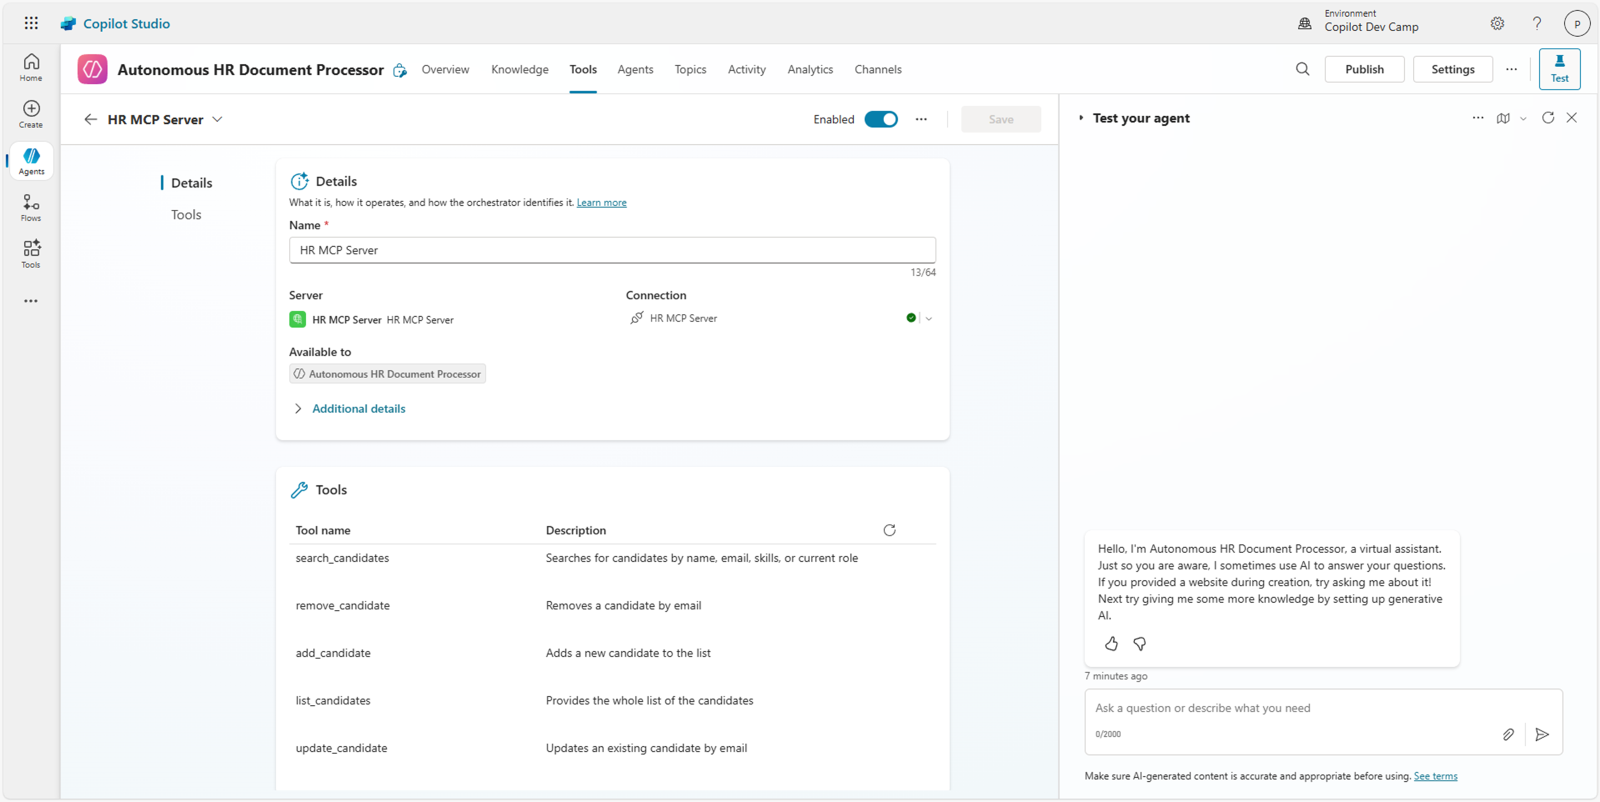 Copilot Studio
Environment
Copilot Dev Camp
P
Home
Create
Agents
Flows
Tools
Autonomous HR Document Processor
Overview
Knowledge
Tools
Agents
Topics
Activity
Analytics
Channels
Publish
Settings
Test
HR MCP Server
Enabled
Save
Details
Tools
Details
What it is, how it operates, and how the orchestrator identifies it. Learn more
Name *
HR MCP Server
13/64
Server
Connection
HR MCP Server HR MCP Server
HR MCP Server
Available to
Autonomous HR Document Processor
Additional details
Tools
Tool name Description
search_candidates Searches for candidates by name, email, skills, or current role
remove_candidate Removes a candidate by email
add_candidate Adds a new candidate to the list
list_candidates Provides the whole list of the candidates
update_candidate Updates an existing candidate by email
Test your agent
Hello, I'm Autonomous HR Document Processor, a virtual assistant.
Just so you are aware, I sometimes use AI to answer your questions.
If you provided a website during creation, try asking me about it!
Next try giving me some more knowledge by setting up generative
AI.
7 minutes ago
Ask a question or describe what you need
0/2000
Make sure AI-generated content is accurate and appropriate before using. See terms